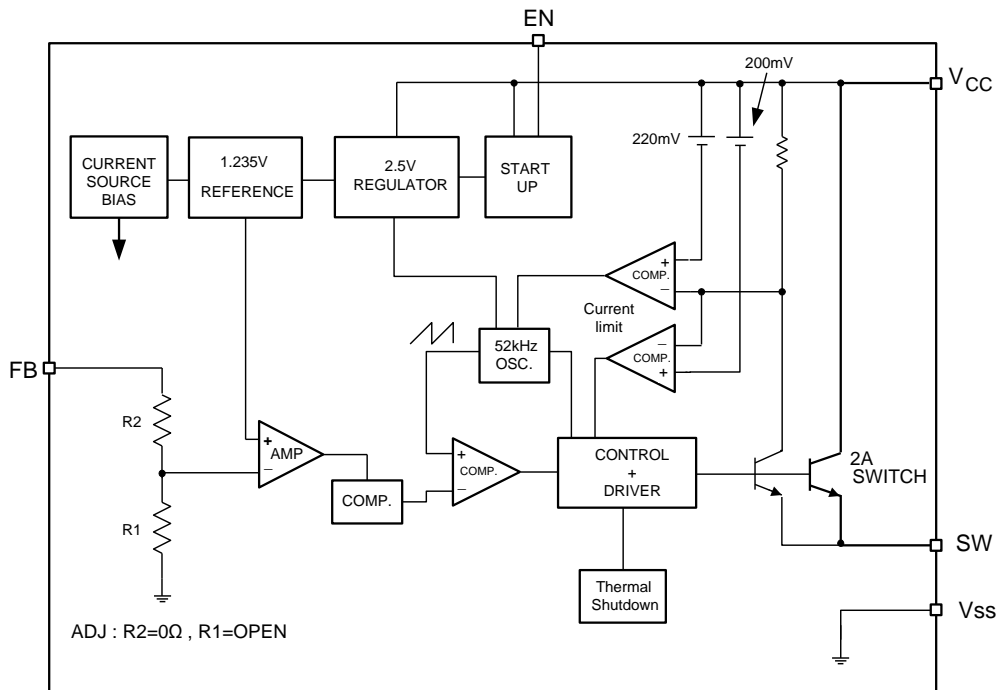 EN
200mV
V CC
220mV
CURRENT
SOURCE
BIAS
1.235V
REFERENCE
2.5V
REGULATOR
START
UP
+
COMP.
−
Current
limit
−
COMP.
+
52kHz
OSC.
FB
R2
+
AMP
−
+
COMP.
−
CONTROL
+
DRIVER
2A
SWITCH
COMP.
R1
SW
Thermal
Shutdown
Vss
ADJ : R2=0Ω , R1=OPEN